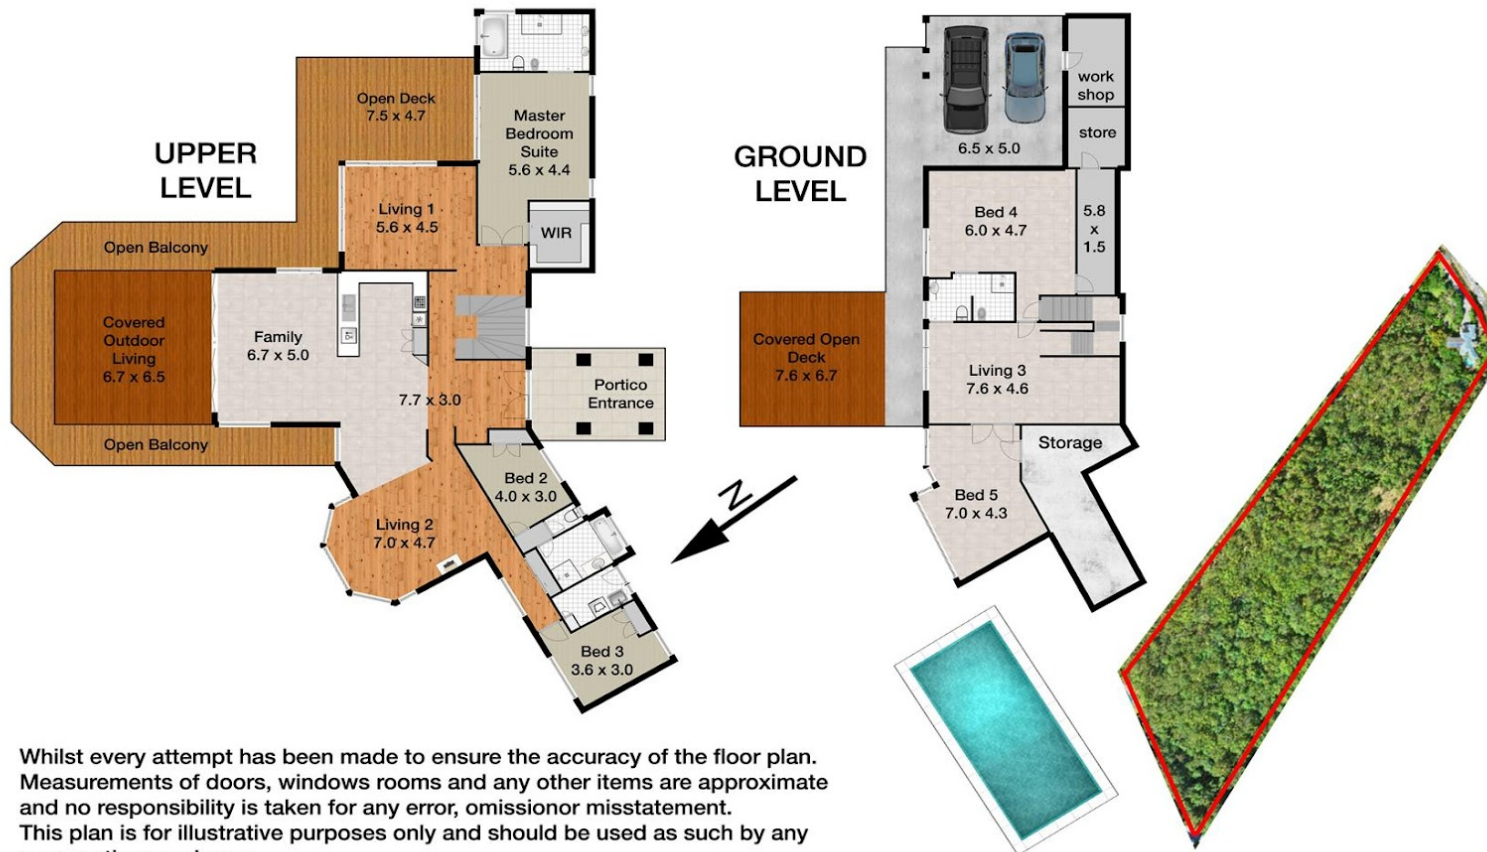 UPPER
LEVEL
Open Deck
7.5 x 4.7
Master
Bedroom
Suite
5.6 x 4.4
Living 1
5.6 x 4.5
WIR
Open Balcony
Covered
Outdoor
Living
6.7 x 6.5
Family
6.7 x 5.0
7.7 x 3.0
Portico
Entrance
Open Balcony
Bed 2
4.0 x 3.0
Living 2
7.0 x 4.7
Bed 3
3.6 x 3.0
GROUND
LEVEL
work
shop
store
6.5 x 5.0
Bed 4
6.0 x 4.7
5.8
x
1.5
Covered Open
Deck
7.6 x 6.7
Living 3
7.6 x 4.6
Storage
Bed 5
7.0 x 4.3
N
Whilst every attempt has been made to ensure the accuracy of the floor plan.
Measurements of doors, windows rooms and any other items are approximate
and no responsibility is taken for any error, omissionor misstatement.
This plan is for illustrative purposes only and should be used as such by any